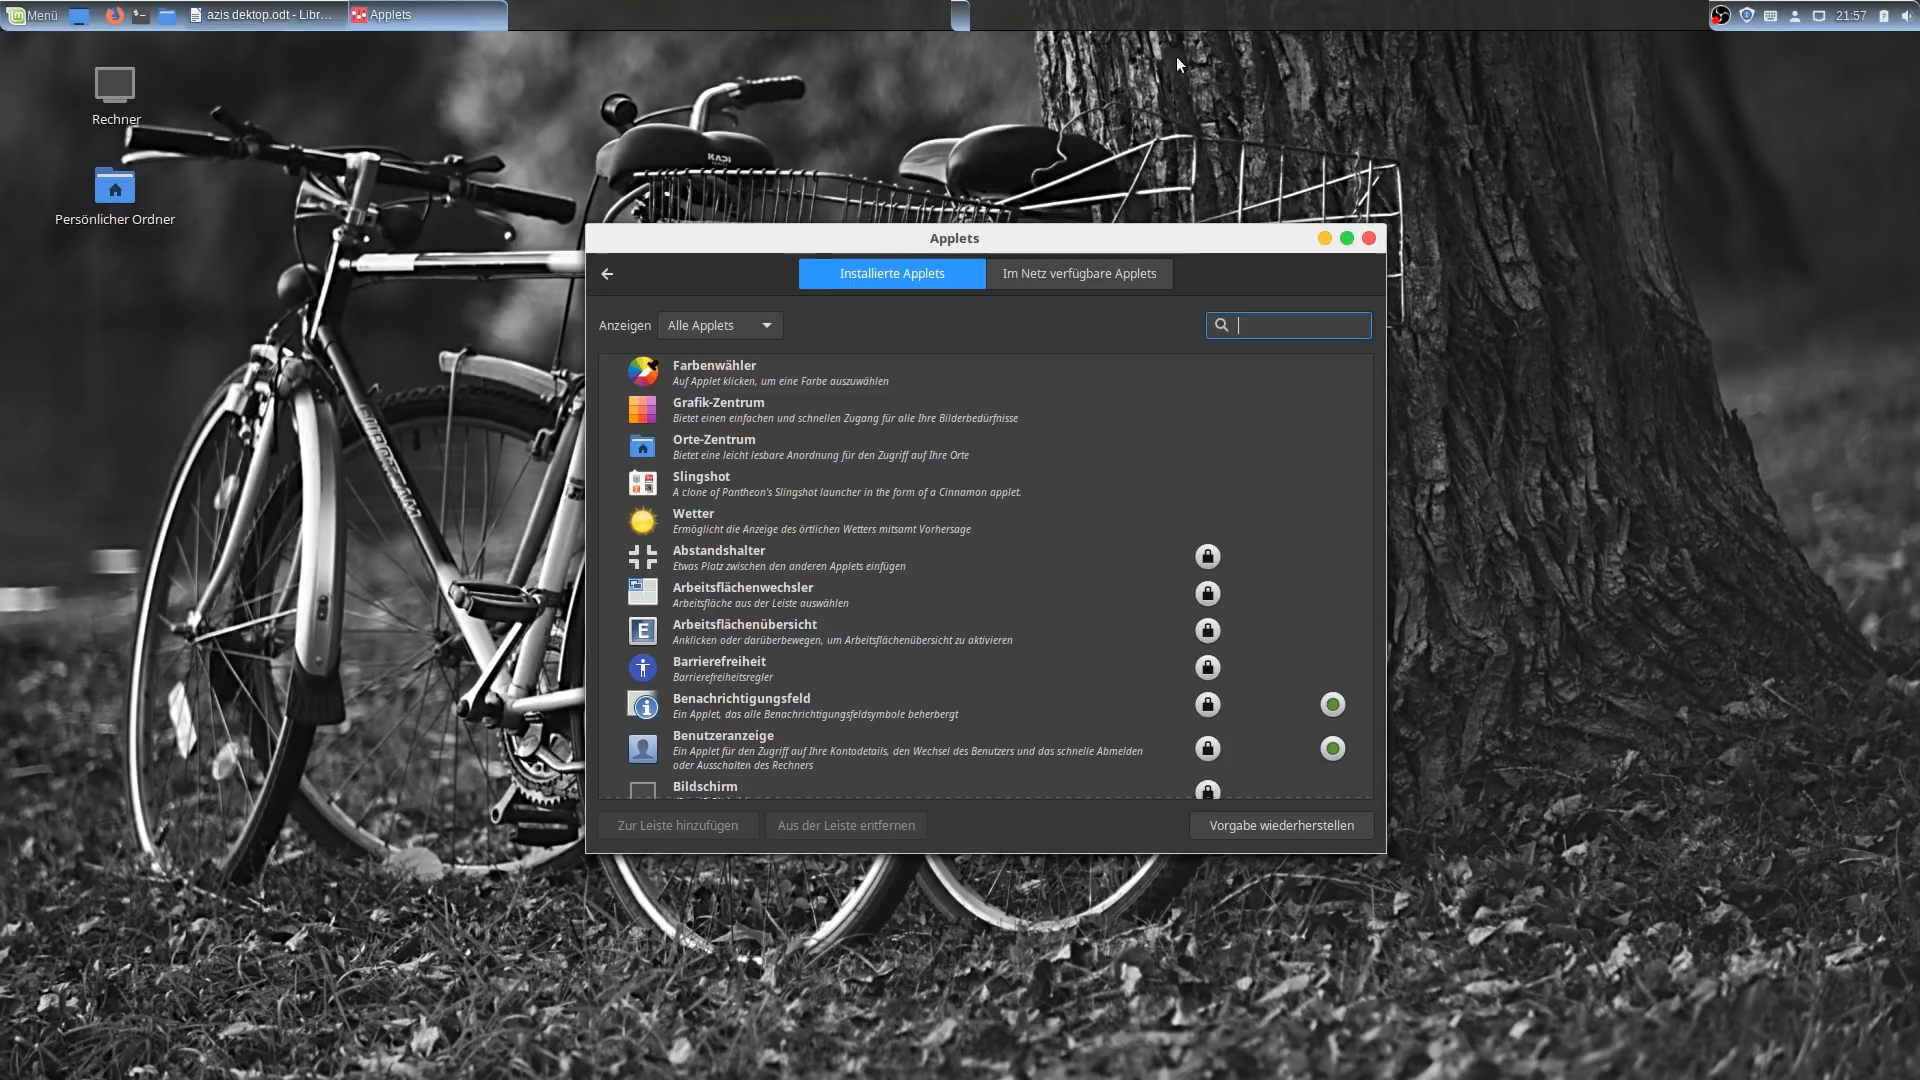 Menü
azis dektop.odt - Libr...
Applets
21:57
Rechner
Persönlicher Ordner
Applets
Installierte Applets
Im Netz verfügbare Applets
Anzeigen
Alle Applets
Farbenwähler
Auf Applet klicken, um eine Farbe auszuwählen
Grafik-Zentrum
Bietet einen einfachen und schnellen Zugang für alle Ihre Bilderbedürfnisse
Orte-Zentrum
Bietet eine leicht lesbare Anordnung für den Zugriff auf Ihre Orte
Slingshot
A clone of Pantheon's Slingshot launcher in the form of a Cinnamon applet.
Wetter
Ermöglicht die Anzeige des örtlichen Wetters mitsamt Vorhersage
Abstandshalter
Etwas Platz zwischen den anderen Applets einfügen
Arbeitsflächenwechsler
Arbeitsfläche aus der Leiste auswählen
Arbeitsflächenübersicht
Anklicken oder darüberbewegen, um Arbeitsflächenübersicht zu aktivieren
Barrierefreiheit
Barrierefreiheitsregler
Benachrichtigungsfeld
Ein Applet, das alle Benachrichtigungsfeldsymbole beherbergt
Benutzeranzeige
Ein Applet für den Zugriff auf Ihre Kontodetails, den Wechsel des Benutzers und das schnelle Abmelden
oder Ausschalten des Rechners
Bildschirm
Zur Leiste hinzufügen
Aus der Leiste entfernen
Vorgabe wiederherstellen